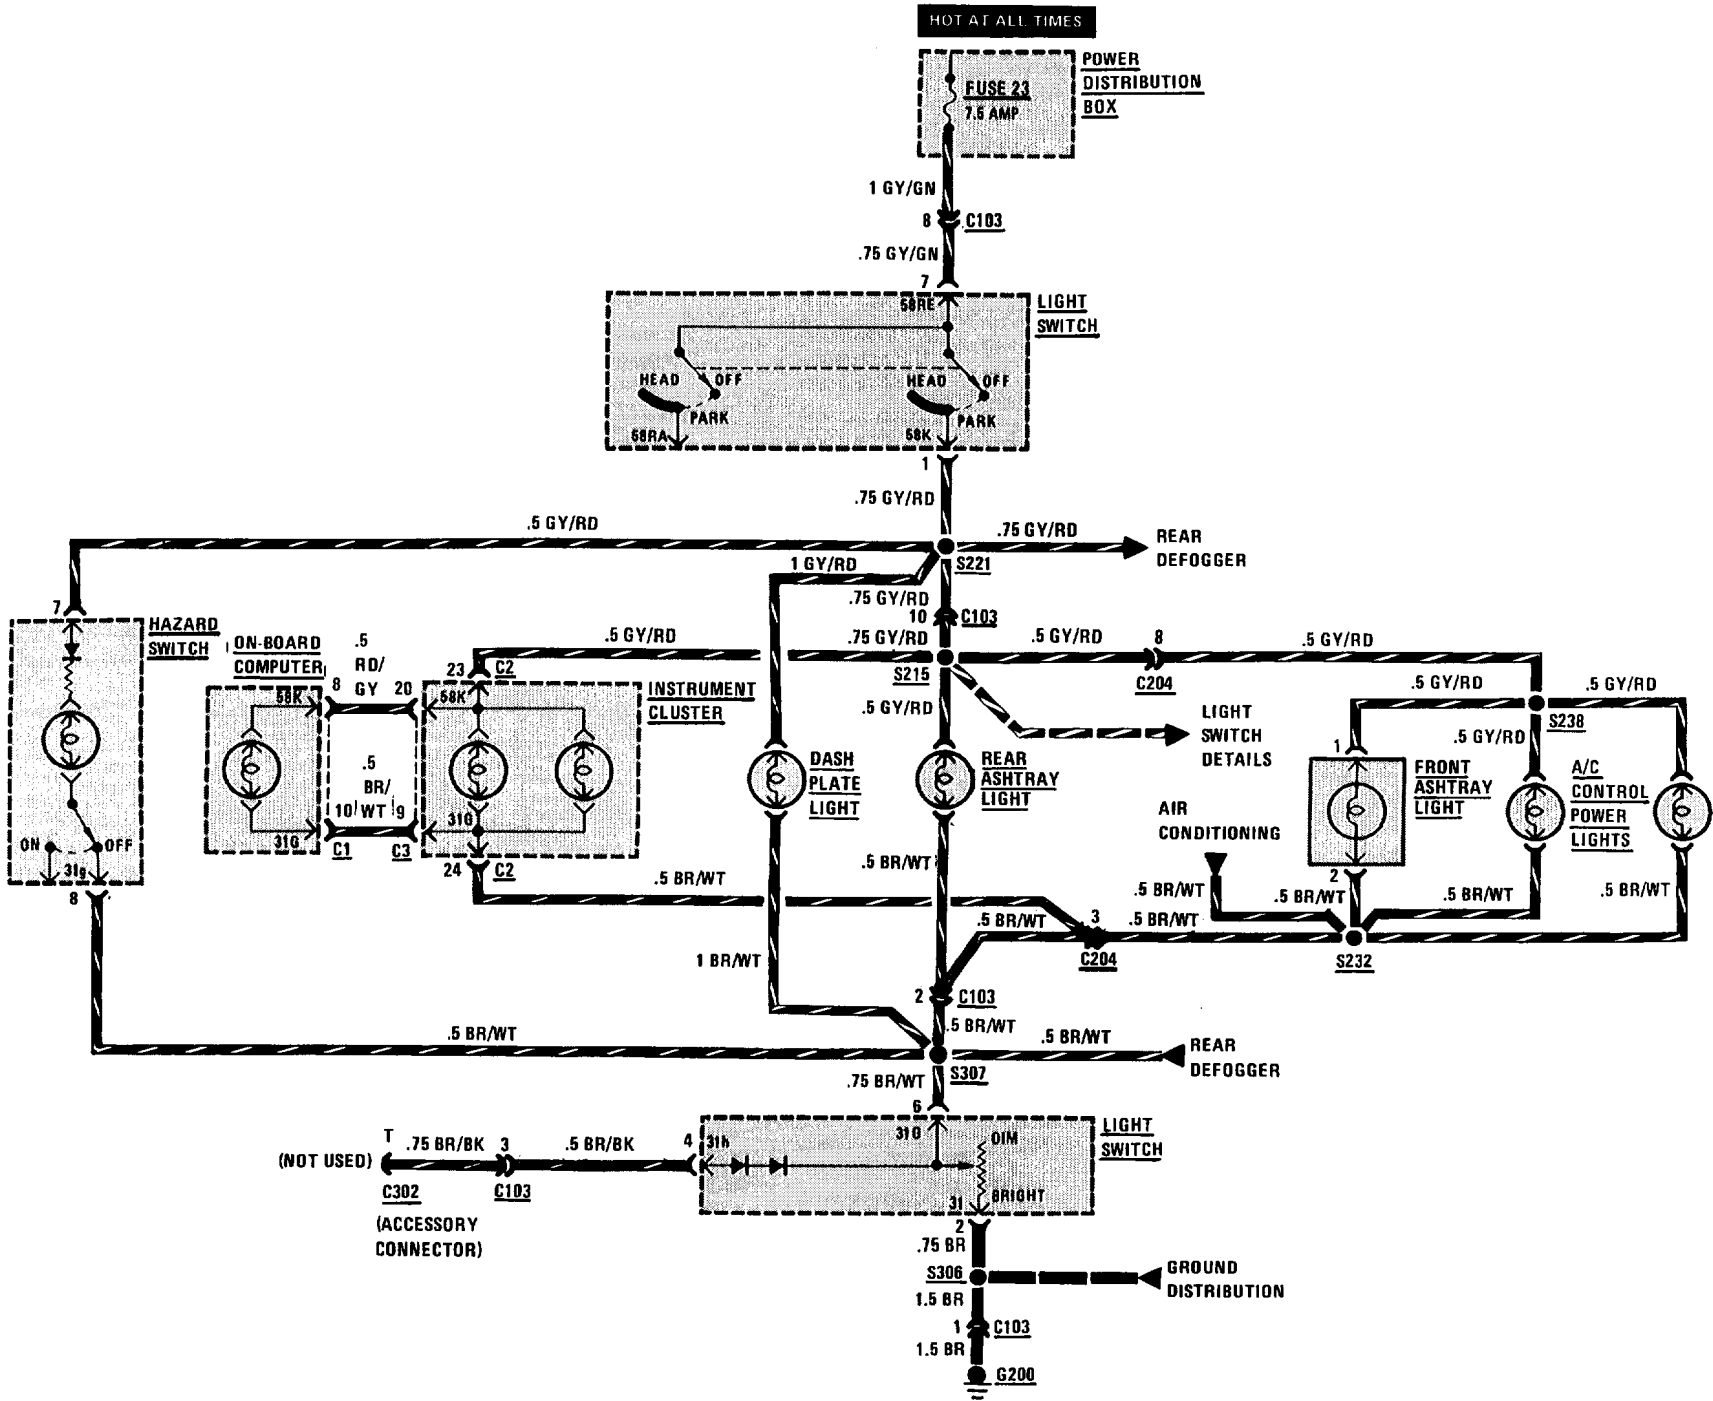 HOT AT ALL TIMES
POWER
DISTRIBUTION
BOX
FUSE 23
7.5 AMP
1 GY/GN
8 C103
.75 GY/GN
7
58RE
LIGHT
SWITCH
HEAD OFF
PARK
HEAD OFF
PARK
58RA
58K
1
.75 GY/RD
.5 GY/RD
.75 GY/RD
REAR
DEFOGGER
S221
1 GY/RD
.75 GY/RD
10 C103
7
HAZARD
SWITCH
ON-BOARD
COMPUTER
.5
RD/
GY
8 20
58K
.5 GY/RD
23 C2
58K
INSTRUMENT
CLUSTER
.75 GY/RD
S215
.5 GY/RD
8
C204
.5 GY/RD
.5 GY/RD
LIGHT
SWITCH
DETAILS
.5 GY/RD
.5 GY/RD
S238
.5 GY/RD
DASH
PLATE
LIGHT
REAR
ASHTRAY
LIGHT
1
FRONT
ASHTRAY
LIGHT
2
A/C
CONTROL
POWER
LIGHTS
AIR
CONDITIONING
.5
BR/
WT
10 9
31G
C1 C3
31G
24 C2
ON OFF
31g
8
.5 BR/WT
.5 BR/WT
.5 BR/WT
.5 BR/WT
.5 BR/WT
.5 BR/WT
.5 BR/WT
3
.5 BR/WT
C204
S232
1 BR/WT
2 C103
.5 BR/WT
.5 BR/WT
.5 BR/WT
REAR
DEFOGGER
S307
.75 BR/WT
6
31G
LIGHT
SWITCH
DIM
BRIGHT
31
31h
4
T
(NOT USED)
.75 BR/BK
3
.5 BR/BK
C302
C103
(ACCESSORY
CONNECTOR)
2
.75 BR
S306
GROUND
DISTRIBUTION
1.5 BR
1 C103
1.5 BR
G200